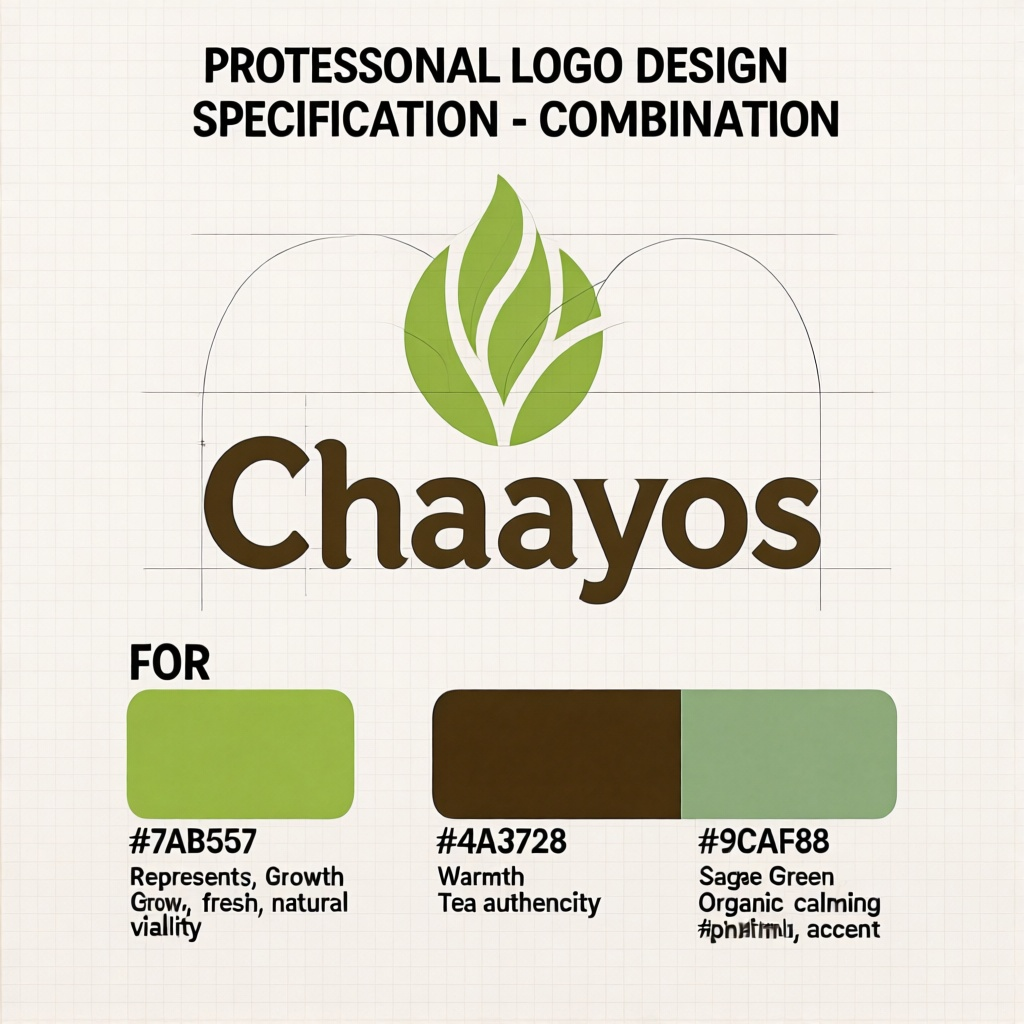 PROTESSONAL LOGO DESIGN
SPECIFICATION - COMBINATION
Chaayos
FOR
#7AB557
Represents, Growth
Grow,, fresh, natural
viallity
#4A3728
Warmth
Tea authencity
#9CAF88
Green
Organic calming
accent